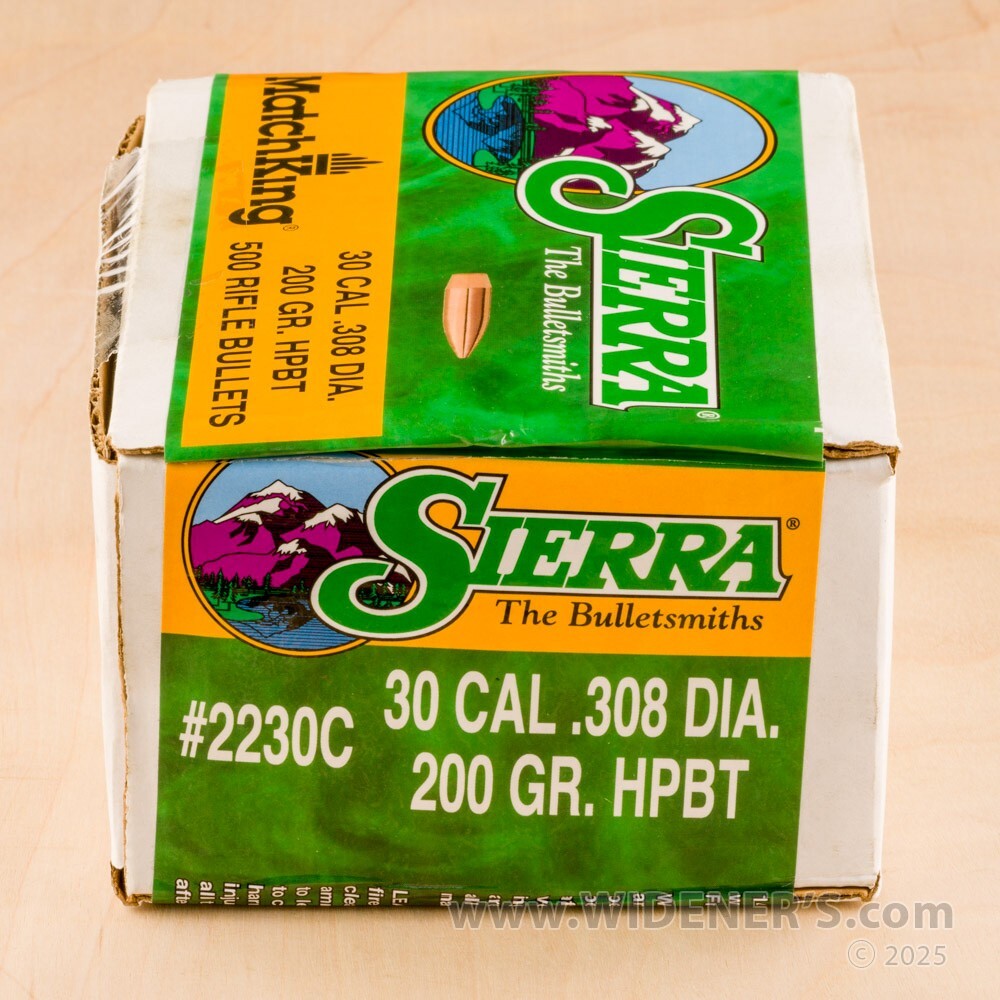 MatchKing®
30 CAL .308 DIA.
200 GR. HPBT
500 RIFLE BULLETS
SIERRA®
The Bulletsmiths
SIERRA®
The Bulletsmiths
#2230C
30 CAL .308 DIA.
200 GR. HPBT
www.WIDENER'S.com
© 2025